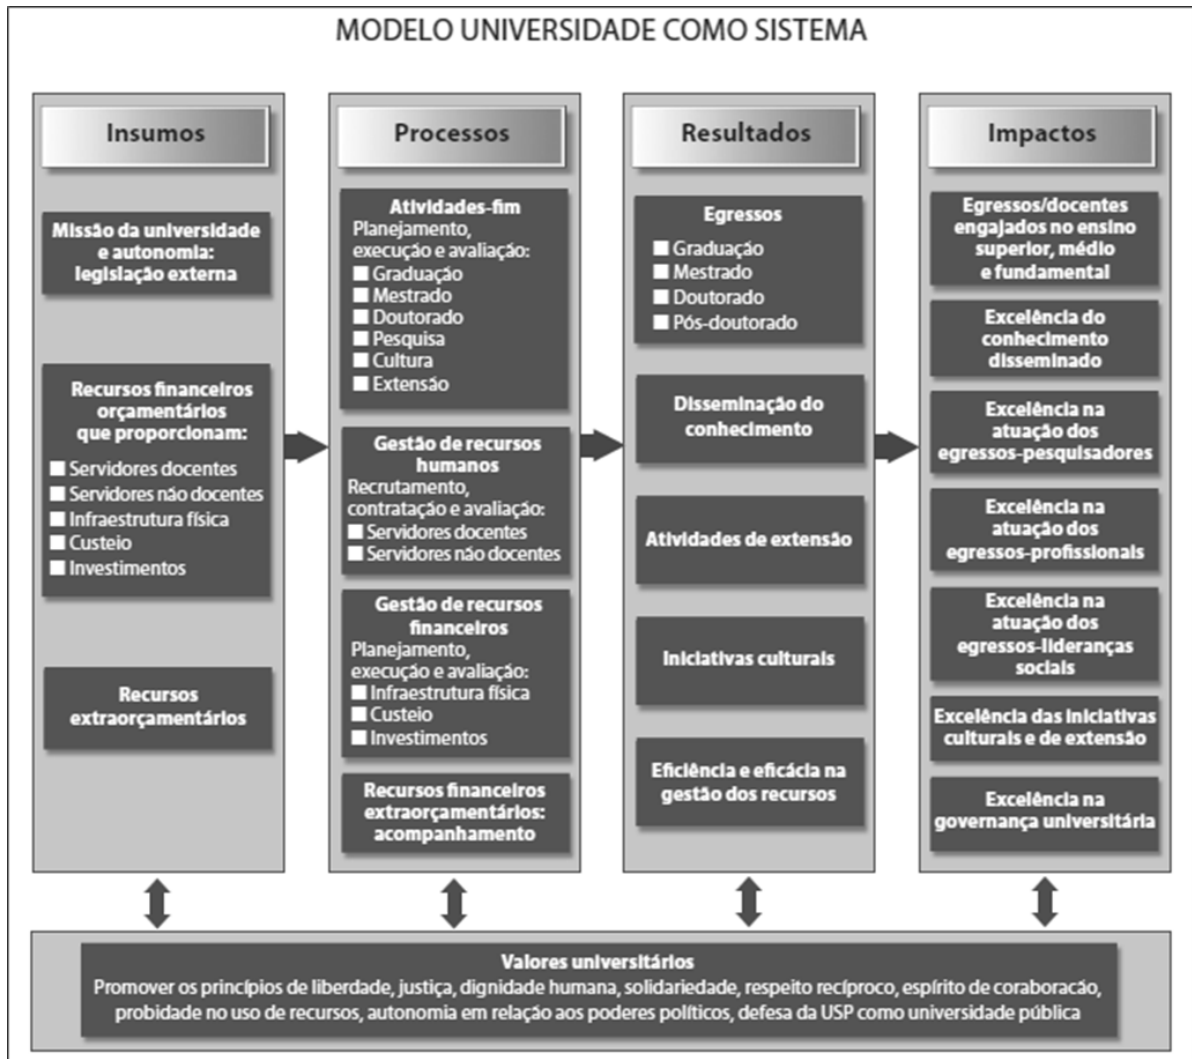 MODELO UNIVERSIDADE COMO SISTEMA
Insumos
Missão da universidade
e autonomia:
legislação externa
Recursos financeiros
orçamentários
que proporcionam:
Servidores docentes
Servidores não docentes
Infraestrutura física
Custeio
Investimentos
Recursos
extraorçamentários
Processos
Atividades-fim
Planejamento,
execução e avaliação:
Graduação
Mestrado
Doutorado
Pesquisa
Cultura
Extensão
Gestão de recursos
humanos
Recrutamento,
contratação e avaliação:
Servidores docentes
Servidores não docentes
Gestão de recursos
financeiros
Planejamento,
execução e avaliação:
Infraestrutura física
Custeio
Investimentos
Recursos financeiros
extraorçamentários:
acompanhamento
Resultados
Egressos
Graduação
Mestrado
Doutorado
Pós-doutorado
Disseminação do
conhecimento
Atividades de extensão
Iniciativas culturais
Eficiência e eficácia na
gestão dos recursos
Impactos
Egressos/docentes
engajados no ensino
superior, médio
e fundamental
Excelência do
conhecimento
disseminado
Excelência na
atuação dos
egressos-pesquisadores
Excelência na
atuação dos
egressos-profissionais
Excelência na
atuação dos
egressos-lideranças
sociais
Excelência das iniciativas
culturais e de extensão
Excelência na
governança universitária
Valores universitários
Promover os princípios de liberdade, justiça, dignidade humana, solidariedade, respeito recíproco, espírito de coraboracão,
probidade no uso de recursos, autonomia em relação aos poderes políticos, defesa da USP como universidade pública